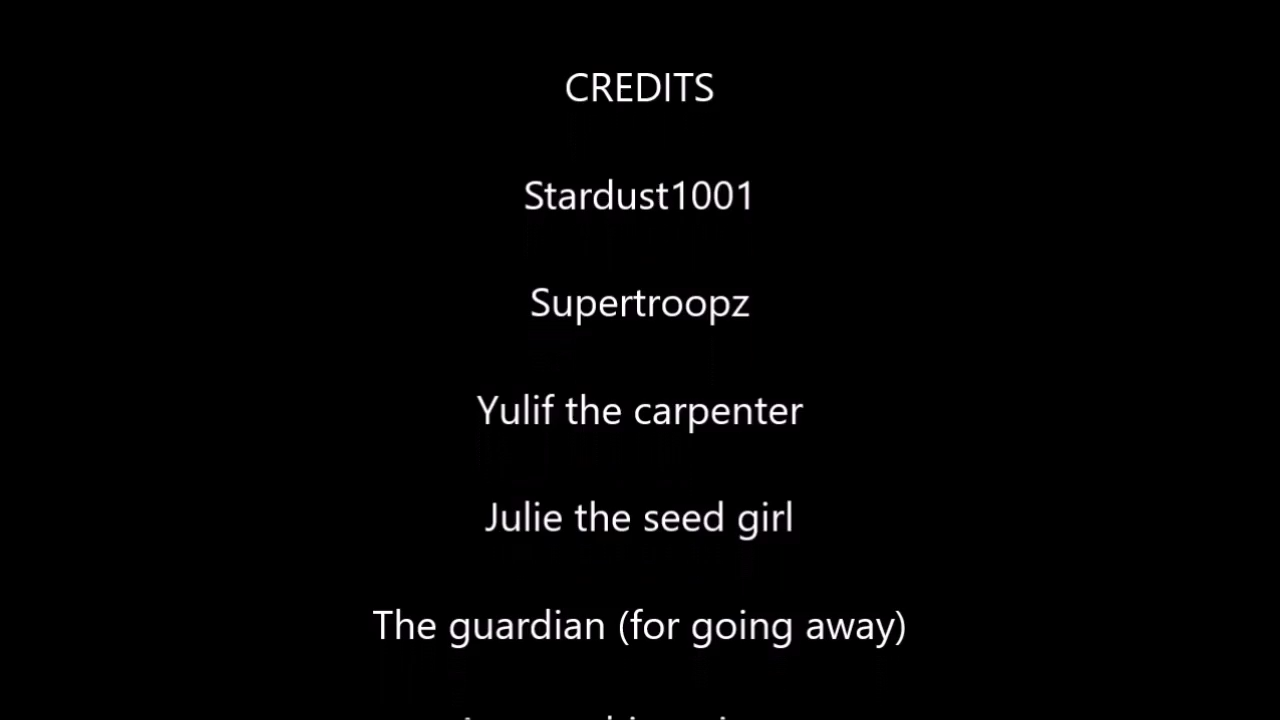 CREDITS
Stardust1001
Supertroopz
Yulif the carpenter
Julie the seed girl
The guardian (for going away)